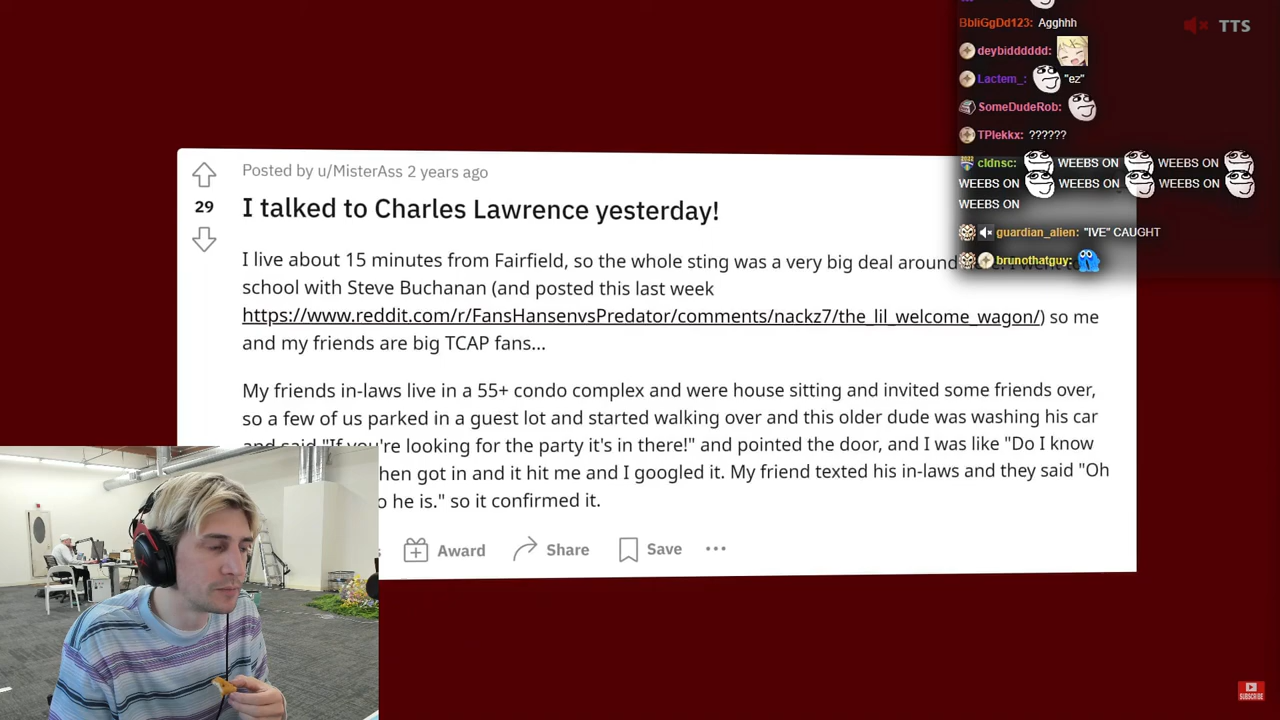 BbliGgDd123: Agghhh
TTS
deybidddddd:
Lactem_: "ez"
SomeDudeRob:
TPlekkx: ??????
cldnsc: WEEBS ON WEEBS ON
WEEBS ON WEEBS ON WEEBS ON
WEEBS ON
guardian_alien: "IVE" CAUGHT
brunothatguy:
Posted by u/MisterAss 2 years ago
29
I talked to Charles Lawrence yesterday!
I live about 15 minutes from Fairfield, so the whole sting was a very big deal around
school with Steve Buchanan (and posted this last week
https://www.reddit.com/r/FansHansenvsPredator/comments/nackz7/the_lil_welcome_wagon/) so me
and my friends are big TCAP fans...
My friends in-laws live in a 55+ condo complex and were house sitting and invited some friends over,
so a few of us parked in a guest lot and started walking over and this older dude was washing his car
and said "If you're looking for the party it's in there!" and pointed the door, and I was like "Do I know
hen got in and it hit me and I googled it. My friend texted his in-laws and they said "Oh
o he is." so it confirmed it.
Award Share Save
SUBSCRIBE